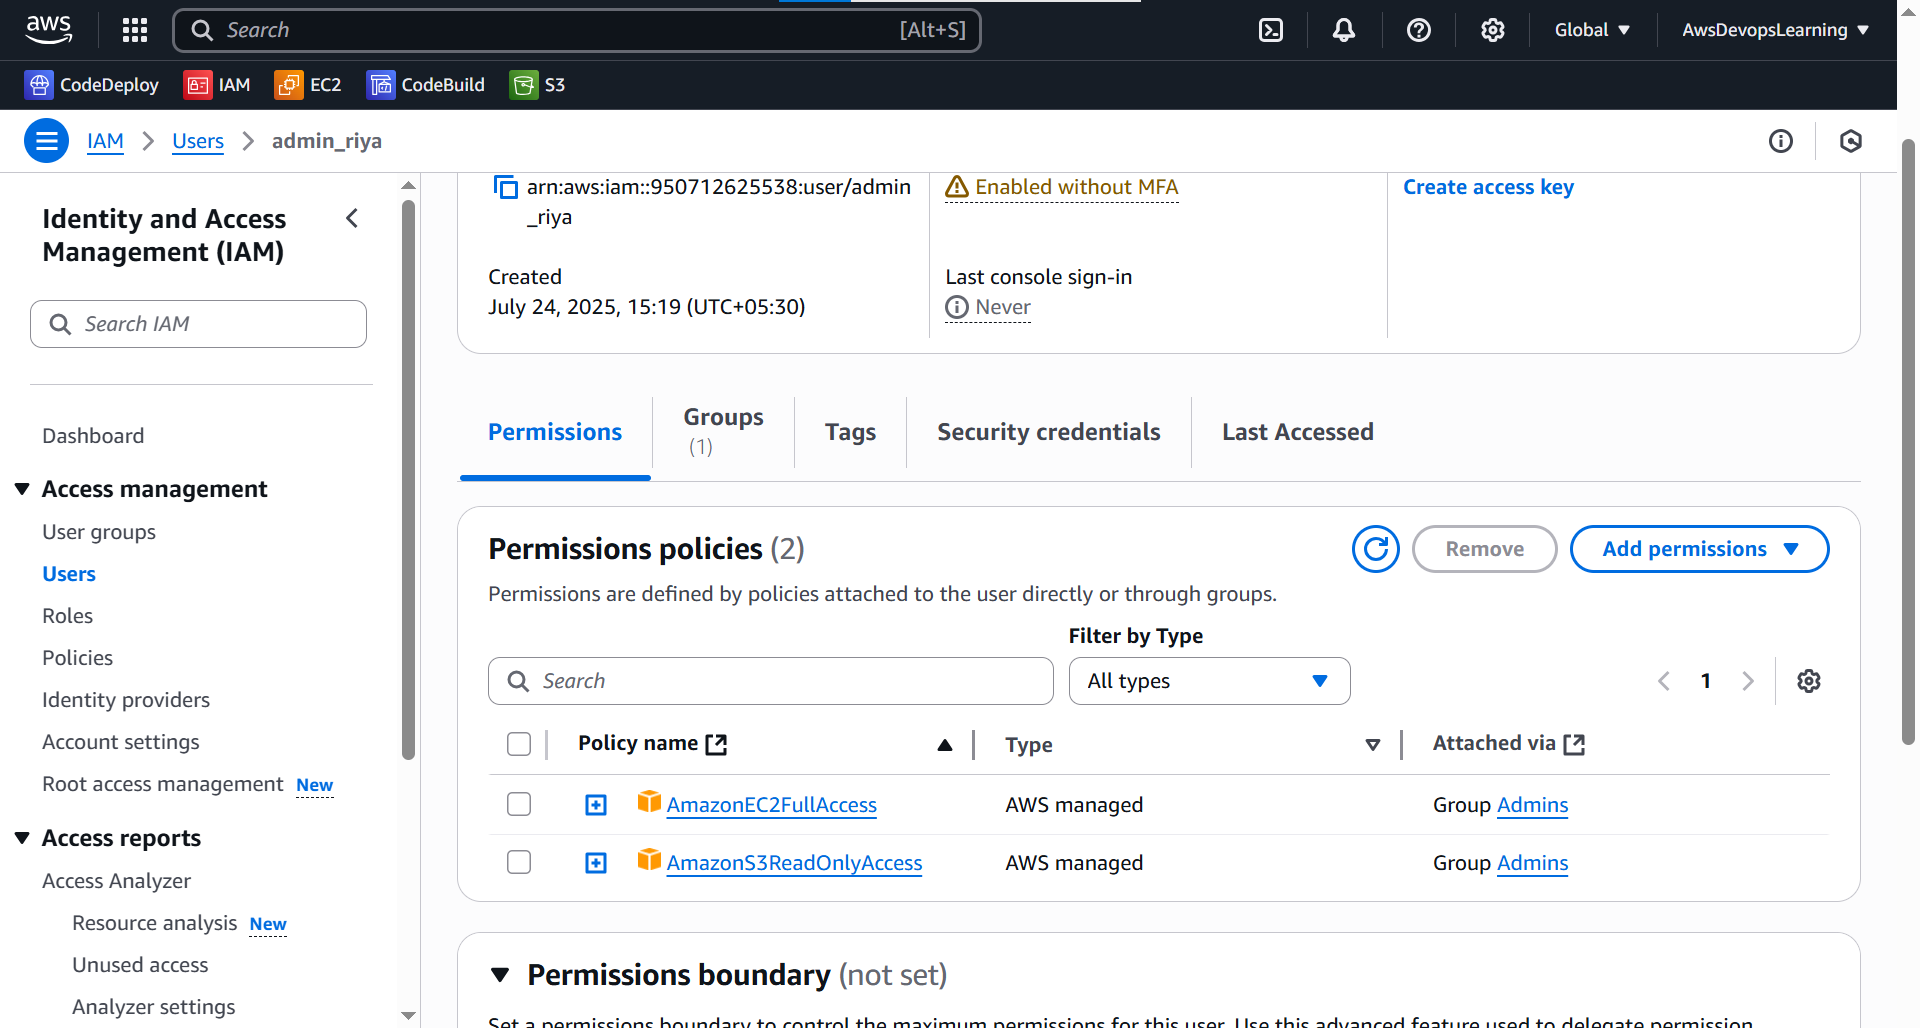 aws
Search [Alt+S]
Global
AwsDevopsLearning
CodeDeploy
IAM
EC2
CodeBuild
S3
IAM
Users
admin_riya
Identity and Access
Management (IAM)
Search IAM
Dashboard
Access management
User groups
Users
Roles
Policies
Identity providers
Account settings
Root access management New
Access reports
Access Analyzer
Resource analysis New
Unused access
Analyzer settings
arn:aws:iam::950712625538:user/admin
_riya
Enabled without MFA
Create access key
Created
July 24, 2025, 15:19 (UTC+05:30)
Last console sign-in
Never
Permissions
Groups
(1)
Tags
Security credentials
Last Accessed
Permissions policies (2)
Remove
Add permissions
Permissions are defined by policies attached to the user directly or through groups.
Filter by Type
Search
All types
1
Policy name
Type
Attached via
AmazonEC2FullAccess
AWS managed
Group Admins
AmazonS3ReadOnlyAccess
AWS managed
Group Admins
Permissions boundary (not set)
Set a permissions boundary to control the maximum permissions for this user. Use this advanced feature used to delegate permission